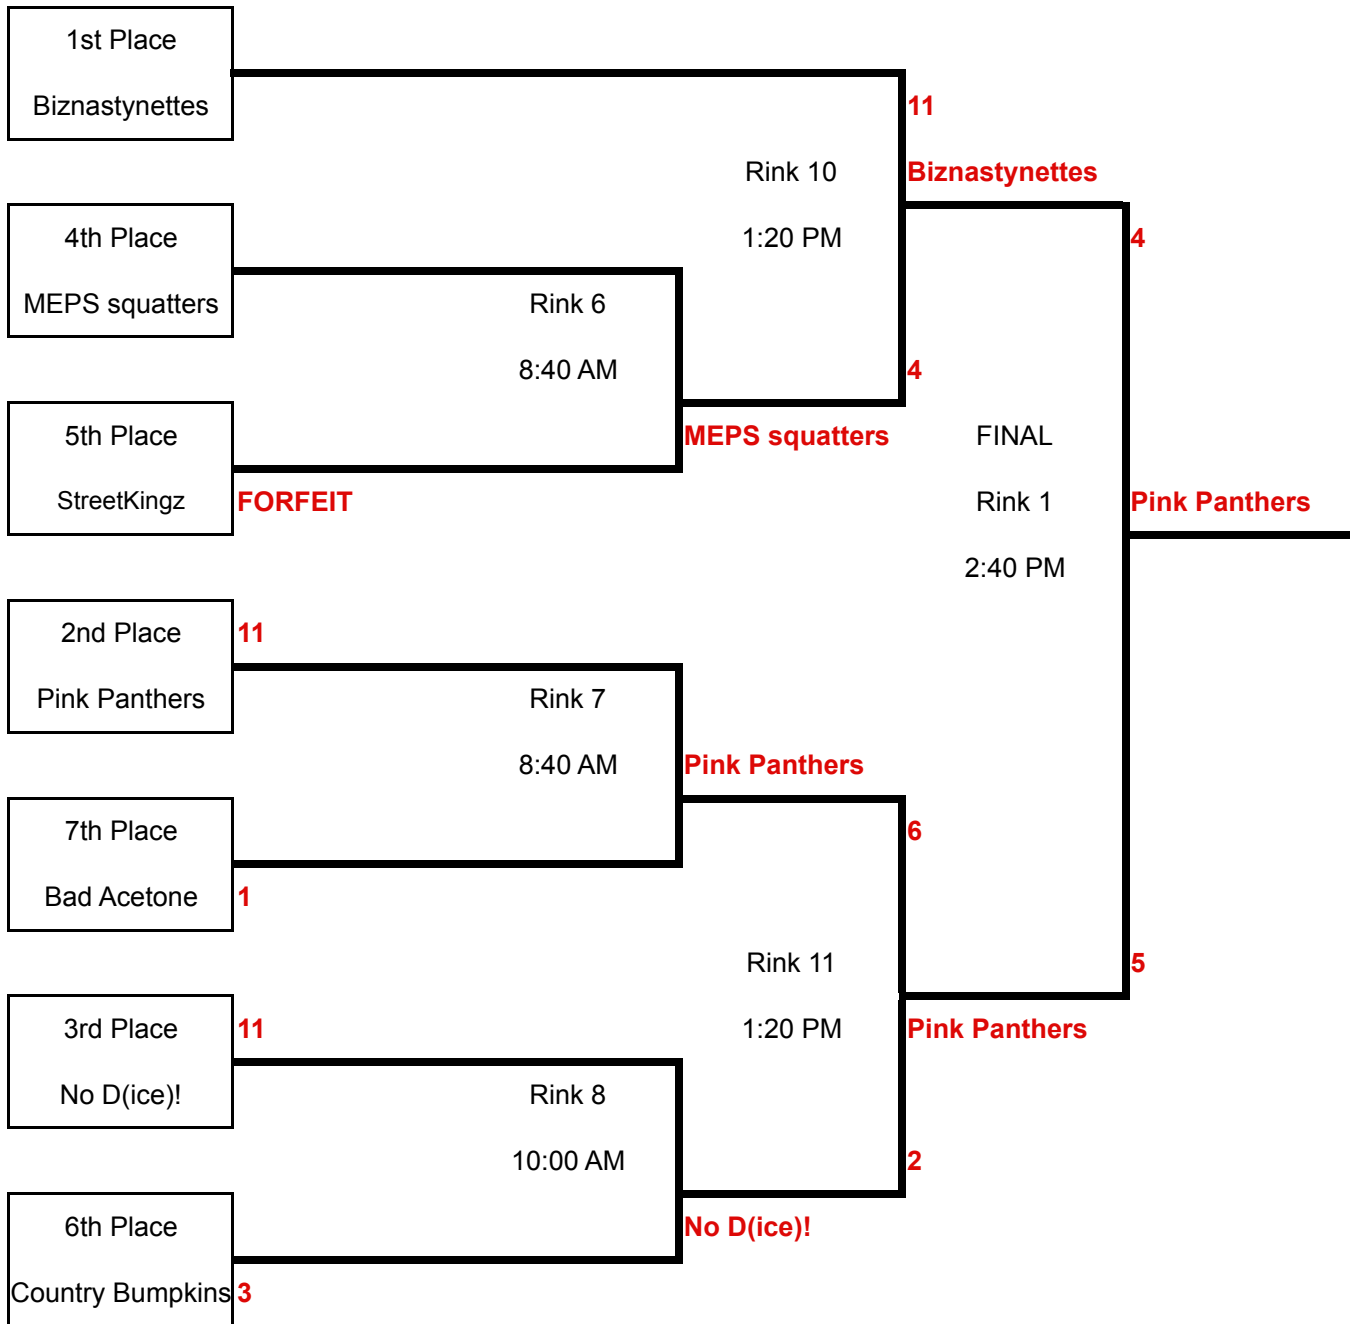 1st Place
Biznastynettes
11
Rink 10
Biznastynettes
4th Place
1:20 PM
4
MEPS squatters
Rink 6
8:40 AM
4
5th Place
MEPS squatters
FINAL
StreetKingz
FORFEIT
Rink 1
Pink Panthers
2:40 PM
2nd Place
11
Pink Panthers
Rink 7
8:40 AM
Pink Panthers
7th Place
6
Bad Acetone
1
Rink 11
5
3rd Place
11
1:20 PM
Pink Panthers
No D(ice)!
Rink 8
10:00 AM
2
6th Place
No D(ice)!
Country Bumpkins
3